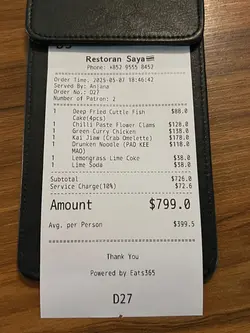 Restoran Saya
Phone: +852 9555 8452
Order Time: 2025-05-07 18:46:42
Served By: Anjana
Order No.: D27
Number of Patron: 2
1 Deep Fried Cuttle Fish Cake(4pcs) $88.0
1 Chilli Paste Flower Clams $128.0
1 Green Curry Chicken $138.0
1 Kai Jiaw (Crab Omelette) $178.0
1 Drunken Noodle (PAD KEE MAO) $118.0
1 Lemongrass Lime Coke $38.0
1 Lime Soda $38.0
Subtotal $726.0
Service Charge(10%) $72.6
Amount $799.0
Avg. per Person $399.5
Thank You
Powered by Eats365
D27